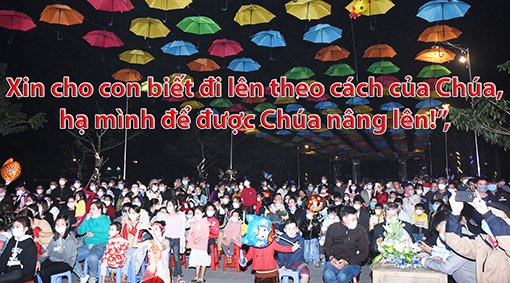 Xin cho con biết đi lên theo cách của Chúa,
hạ mình để được Chúa nâng lên!”,